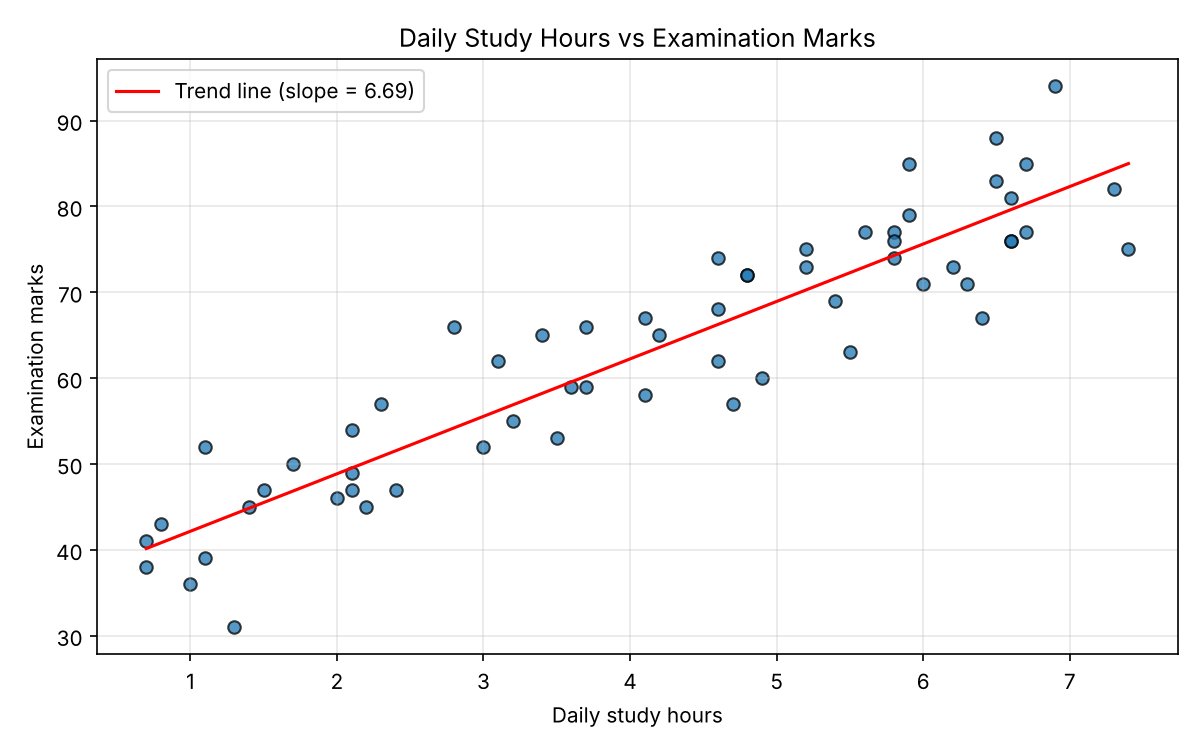 Daily Study Hours vs Examination Marks
Trend line (slope = 6.69)
Examination marks
90
80
70
60
50
40
30
1 2 3 4 5 6 7
Daily study hours